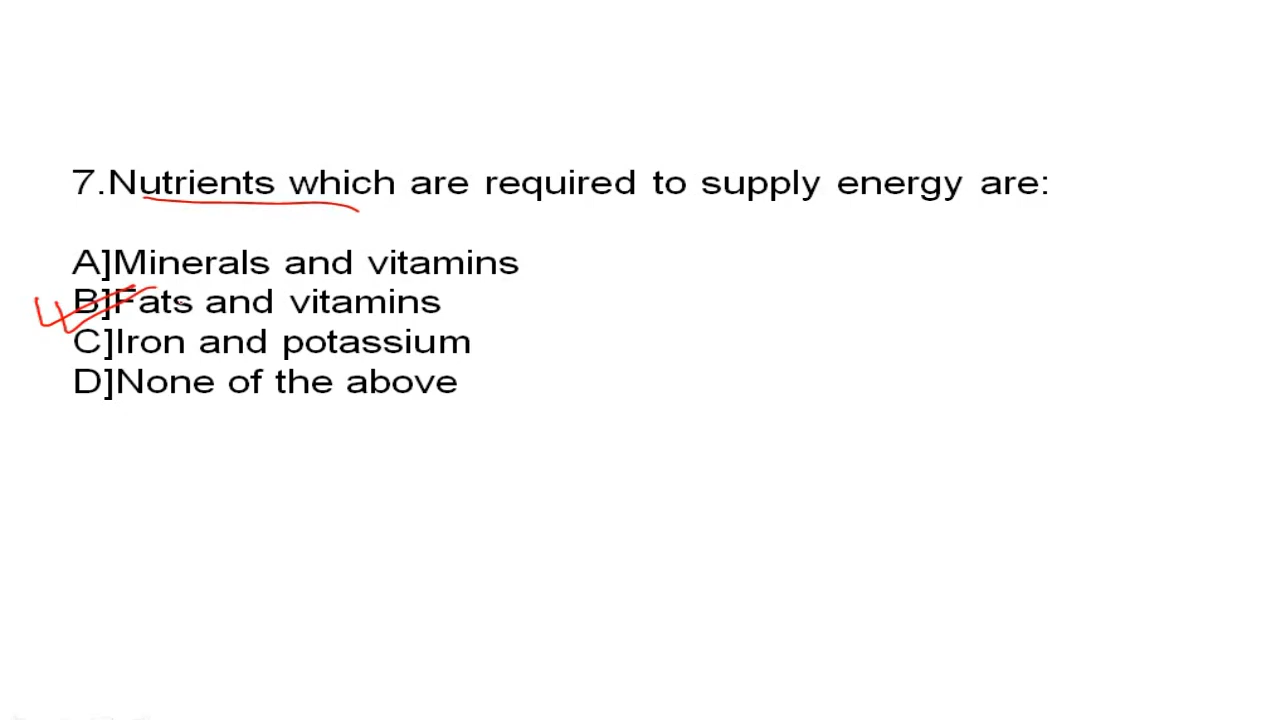 7.Nutrients which are required to supply energy are:
A]Minerals and vitamins
B]Fats and vitamins
C]Iron and potassium
D]None of the above